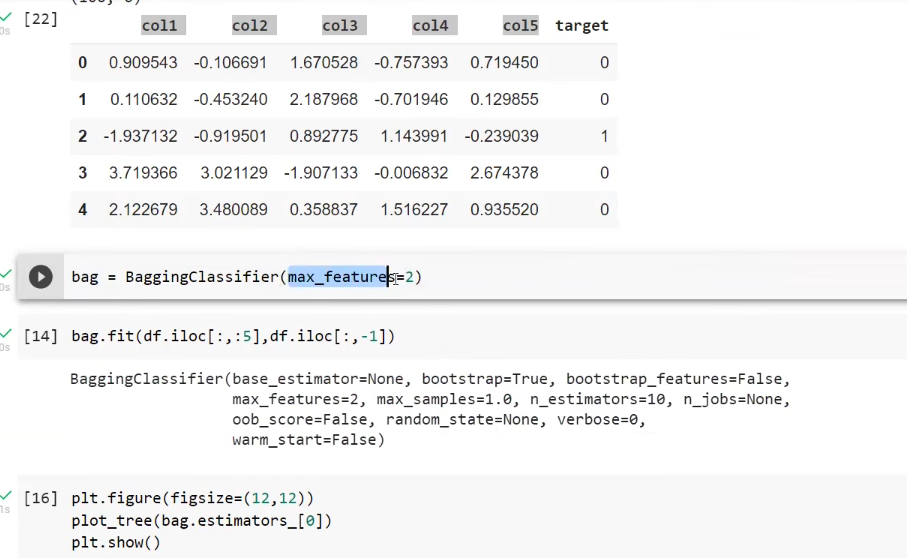 [22]
col1 col2 col3 col4 col5 target
0 0.909543 -0.106691 1.670528 -0.757393 0.719450 0
1 0.110632 -0.453240 2.187968 -0.701946 0.129855 0
2 -1.937132 -0.919501 0.892775 1.143991 -0.239039 1
3 3.719366 3.021129 -1.907133 -0.006832 2.674378 0
4 2.122679 3.480089 0.358837 1.516227 0.935520 0
bag = BaggingClassifier(max_features=2)
[14] bag.fit(df.iloc[:,:5],df.iloc[:,-1])
BaggingClassifier(base_estimator=None, bootstrap=True, bootstrap_features=False,
max_features=2, max_samples=1.0, n_estimators=10, n_jobs=None,
oob_score=False, random_state=None, verbose=0,
warm_start=False)
[16] plt.figure(figsize=(12,12))
plot_tree(bag.estimators_[0])
plt.show()